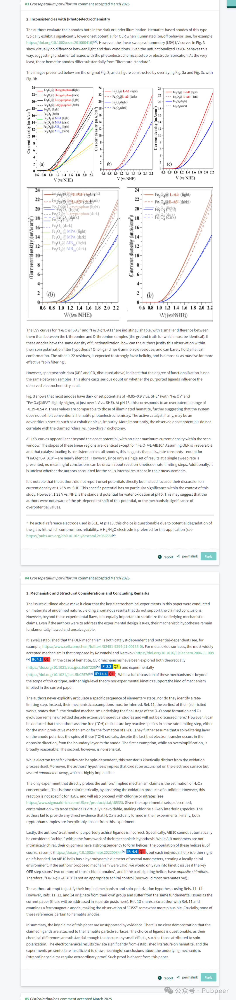 #3 Crossopetalum parviflorum comment accepted March 2025
2. Inconsistencies with (Photo)electrochemistry
The authors evaluate their anodes both in the dark or under illumination. Hematite-based anodes of this type
typically exhibit a significantly lower onset potential for OER when illuminated (on/off behavior; see, for example,
https://doi.org/10.1002/cssc.201000416). However, the linear sweep voltammetry (LSV) I/V curves in Fig. 3
show virtually no difference between light and dark conditions. Even the unfunctionalized Fe₃O₄ behaves this
way, suggesting fundamental issues with the photoelectrochemical setup or electrode fabrication. At the very
least, these hematite anodes differ substantially from "literature-standard".
The images presented below are the original Fig. 3, and a figure constructed by overlaying Fig. 3a and Fig. 3c with
Fig. 3b.
24
22
20
18
16
14
12
10
8
6
4
2
0
Current density (mA/cm²)
Fe₃O₄@ D-tryptophan (light)
Fe₃O₄@ D-tryptophan (dark)
Fe₃O₄@ L-tryptophan (light)
Fe₃O₄@ L-tryptophan (dark)
Fe₃O₄ (light)
Fe₃O₄ (dark)
Fe₃O₄ @ MPA (light)
Fe₃O₄ @ MPA (dark)
Fe₃O₄@ AIB₁₀ (light)
Fe₃O₄@ AIB₁₀ (dark)
(a)
0.6 0.8 1.0 1.2 1.4 1.6 1.8 2.0 2.2
V (vs NHE)
24
22
20
18
16
14
12
10
8
6
4
2
0
Current density (mA/cm²)
Fe₃O₄@ L-A3 (light)
Fe₃O₄@L-A3 (dark)
Fe₃O₄ (light)
Fe₃O₄ (dark)
(b)
0.6 0.8 1.0 1.2 1.4 1.6 1.8 2.0 2.2
V (vs NHE)
24
22
20
18
16
14
12
10
8
6
4
2
0
Current density (mA/cm²)
Fe₃O₄@ L-A11 (light)
Fe₃O₄@ L-A11 (dark)
Fe₃O₄ (light)
Fe₃O₄ (dark)
(c)
0.6 0.8 1.0 1.2 1.4 1.6 1.8 2.0 2.2
V (vs NHE)
24
22
20
18
16
14
12
10
8
6
4
2
0
Fe₃O₄ (dark)
Fe₃O₄ @ MPA (light)
Fe₃O₄ @ MPA (dark)
Fe₃O₄@ AIB₁₀ (light)
Fe₃O₄@ AIB₁₀ (dark)
0.6 0.8 1.0 1.2 1.4 1.6 1.8 2.0 2.2
24
22
20
18
16
14
12
10
8
6
4
2
0
0.6 0.8 1.0 1.2 1.4 1.6 1.8 2.0 2.2
The LSV curves for "Fe₃O₄@L-A3" and "Fe₃O₄@L-A11" are indistinguishable, with a smaller difference between
them than between the L-threonine and D-threonine samples (the ground truth for which must be identical). If
these anodes have the same density of functionalization, how can the authors justify this observation within
their spin polarization filter hypothesis? One ligand has 6 amino acid residues, and can barely hold a helical
conformation. The other is 22 residues, is expected to strongly favor helicity, and is almost 4x as massive for more
effective "spin filtering".
However, spectroscopic data (XPS and CD, discussed above) indicate that the degree of functionalization is not
the same between samples. This alone casts serious doubt on whether the purported ligands influence the
observed electrochemistry at all.
Fig. 3 shows that most anodes have dark onset potentials of ~0.85–0.9 V vs. SHE* (with "Fe₃O₄" and
"Fe₃O₄@MPA" slightly higher, at just over 1 V vs. SHE). At pH 13, this corresponds to an overpotential range of
~0.39–0.54 V. These values are comparable to those of illuminated hematite, further suggesting that the system
does not exhibit conventional hematite photoelectrochemistry. The active catalyst, if any, may be an
adventitious species such as a cobalt or nickel impurity. More importantly, the observed onset potentials do not
correlate with the claimed "chiral vs. non-chiral" dichotomy.
All LSV curves appear linear beyond the onset potential, with no clear maximum current density within the scan
window. The slopes of these linear regions are identical except for "Fe₃O₄@L-AIB10." Assuming OER is irreversible
and that catalyst loading is consistent across all anodes, this suggests that all kₒₓ rate constants—except for
"Fe₃O₄@L-AIB10"—are nearly identical. However, since only a single set of results at a single sweep rate is
presented, no meaningful conclusions can be drawn about reaction kinetics or rate-limiting steps. Additionally, it
is unclear whether the authors accounted for the cell's internal resistance in their measurements.
It is notable that the authors did not report onset potentials directly but instead focused their discussion on
current density at 1.23 V vs. SHE. This specific potential has no particular significance within the context of this
study. However, 1.23 V vs. NHE is the standard potential for water oxidation at pH 0. This may suggest that the
authors were not aware of the pH-dependent shift of this potential, or the mechanistic significance of
overpotential values.
*The actual reference electrode used is SCE. At pH 13, this choice is questionable due to potential degradation of
the glass frit, which compromises reliability. A Hg/HgO electrode is preferred for this application (see
https://pubs.acs.org/doi/10.1021/acscatal.2c05655).
report permalink Reply
#4 Crossopetalum parviflorum comment accepted March 2025
3. Mechanistic and Structural Considerations and Concluding Remarks
The issues outlined above make it clear that the key electrochemical experiments in this paper were conducted
on materials of undefined nature, yielding anomalous results that do not support the claimed conclusions.
However, beyond these experimental flaws, it is equally important to scrutinize the underlying mechanistic
claims. Even if the authors were to address the experimental design issues, their mechanistic hypotheses remain
fundamentally flawed and unsalvageable.
It is well established that the OER mechanism is both catalyst-dependent and potential-dependent (see, for
example, https://www.cell.com/chem/fulltext/S2451-9294(21)00165-0). For metal oxide surfaces, the most widely
accepted mechanism is that proposed by Rossmeisl and Nørskov (https://doi.org/10.1016/j.jelechem.2006.11.008
IF: 4.1 Q1 ). In the case of hematite, OER mechanisms have been explored both theoretically
(https://doi.org/10.1021/acs.jpcc.6b07228 IF: 3.3 Q2 ) and experimentally
(https://doi.org/10.1021/jacs.5b02576 IF: 14.4 Q1 ). While a full discussion of these mechanisms is beyond
the scope of this critique, neither high-level theory nor experimental kinetics support the kind of mechanism
implied in the current paper.
The authors never explicitly articulate a specific sequence of elementary steps, nor do they identify a rate-
limiting step. Instead, their mechanistic assumptions must be inferred. Ref. 11, the earliest of their (self-)cited
works, states that "...the detailed mechanism underlying the final stage of the O–O bond formation and O₂
evolution remains unsettled despite extensive theoretical studies and will not be discussed here." However, it can
be deduced that the authors assume free (*OH) radicals are key reactive species in some rate-limiting step, either
for the main productive mechanism or for the formation of H₂O₂. They further assume that a spin-filtering layer
on the anode polarizes the spins of these (*OH) radicals, despite the fact that electron transfer occurs in the
opposite direction, from the boundary layer to the anode. The first assumption, while an oversimplification, is
broadly reasonable. The second, however, is nonsensical.
While electron transfer kinetics can be spin-dependent, this transfer is kinetically distinct from the oxidation
process itself. Moreover, the authors' hypothesis implies that oxidation occurs not on the electrode surface but
several nanometers away, which is highly implausible.
The only experiment that directly probes the authors' implied mechanism claims is the estimation of H₂O₂
concentration. This is done colorimetrically, by observing the oxidation products of o-tolidine. However, this
reaction is not specific for H₂O₂, and will also proceed with chlorine or nitrates (see
https://www.sigmaaldrich.com/US/en/product/sial/t8533). Given the experimental setup described,
contamination with trace chloride is virtually unavoidable, making chlorine a likely interfering species. The
authors fail to provide any direct evidence that H₂O₂ is actually formed in their experiments. Finally, both
tryptophan samples are inexplicably absent from this experiment.
Lastly, the authors' treatment of purportedly achiral ligands is incorrect. Specifically, AIB10 cannot automatically
be considered "achiral" within the framework of their mechanistic hypothesis. While AIB monomers are not
intrinsically chiral, their oligomers have a strong tendency to form helices. The population of these helices is, of
course, racemic (https://doi.org/10.1002/mabi.202200344 IF: 4.4 Q1 ), but each individual helix is either right-
or left-handed. An AIB10 helix has a hydrodynamic diameter of several nanometers, creating a locally chiral
environment. If the authors' proposed mechanism were valid, we would only run into kinetic issues if the key
OER step spans* two or more of those chiral domains*, and if the participating helices have opposite chiralities.
Therefore, "Fe₃O₄@L-AIB10" is not an appropriate achiral control (nor would most racemates be!).
The authors attempt to justify their implied mechanism and spin-polarization hypothesis using Refs. 11–14.
However, Refs. 11, 12, and 14 originate from their own group and suffer from the same fundamental issues as the
current paper (these will be addressed in separate posts here). Ref. 13 shares a co-author with Ref. 11 and
examines a ferromagnetic anode, making the observation of "CISS" somewhat more plausible. Crucially, none of
these references pertain to hematite anodes.
In summary, the key claims of this paper are unsupported by evidence. There is no clear demonstration that the
claimed ligands are attached to the hematite particle surfaces. The choice of ligands is questionable, as their
chemical differences are substantial enough to obscure any small effects, such as those attributed to spin
polarization. The electrochemical results deviate significantly from established literature on hematite, and the
experiments presented are insufficient to draw meaningful conclusions about the underlying mechanism.
Extraordinary claims require extraordinary proof. Such proof is absent from this paper.
report permalink Reply
公众号 · Pubpeer
#5 Cisticola tinniens comment accepted March 2025